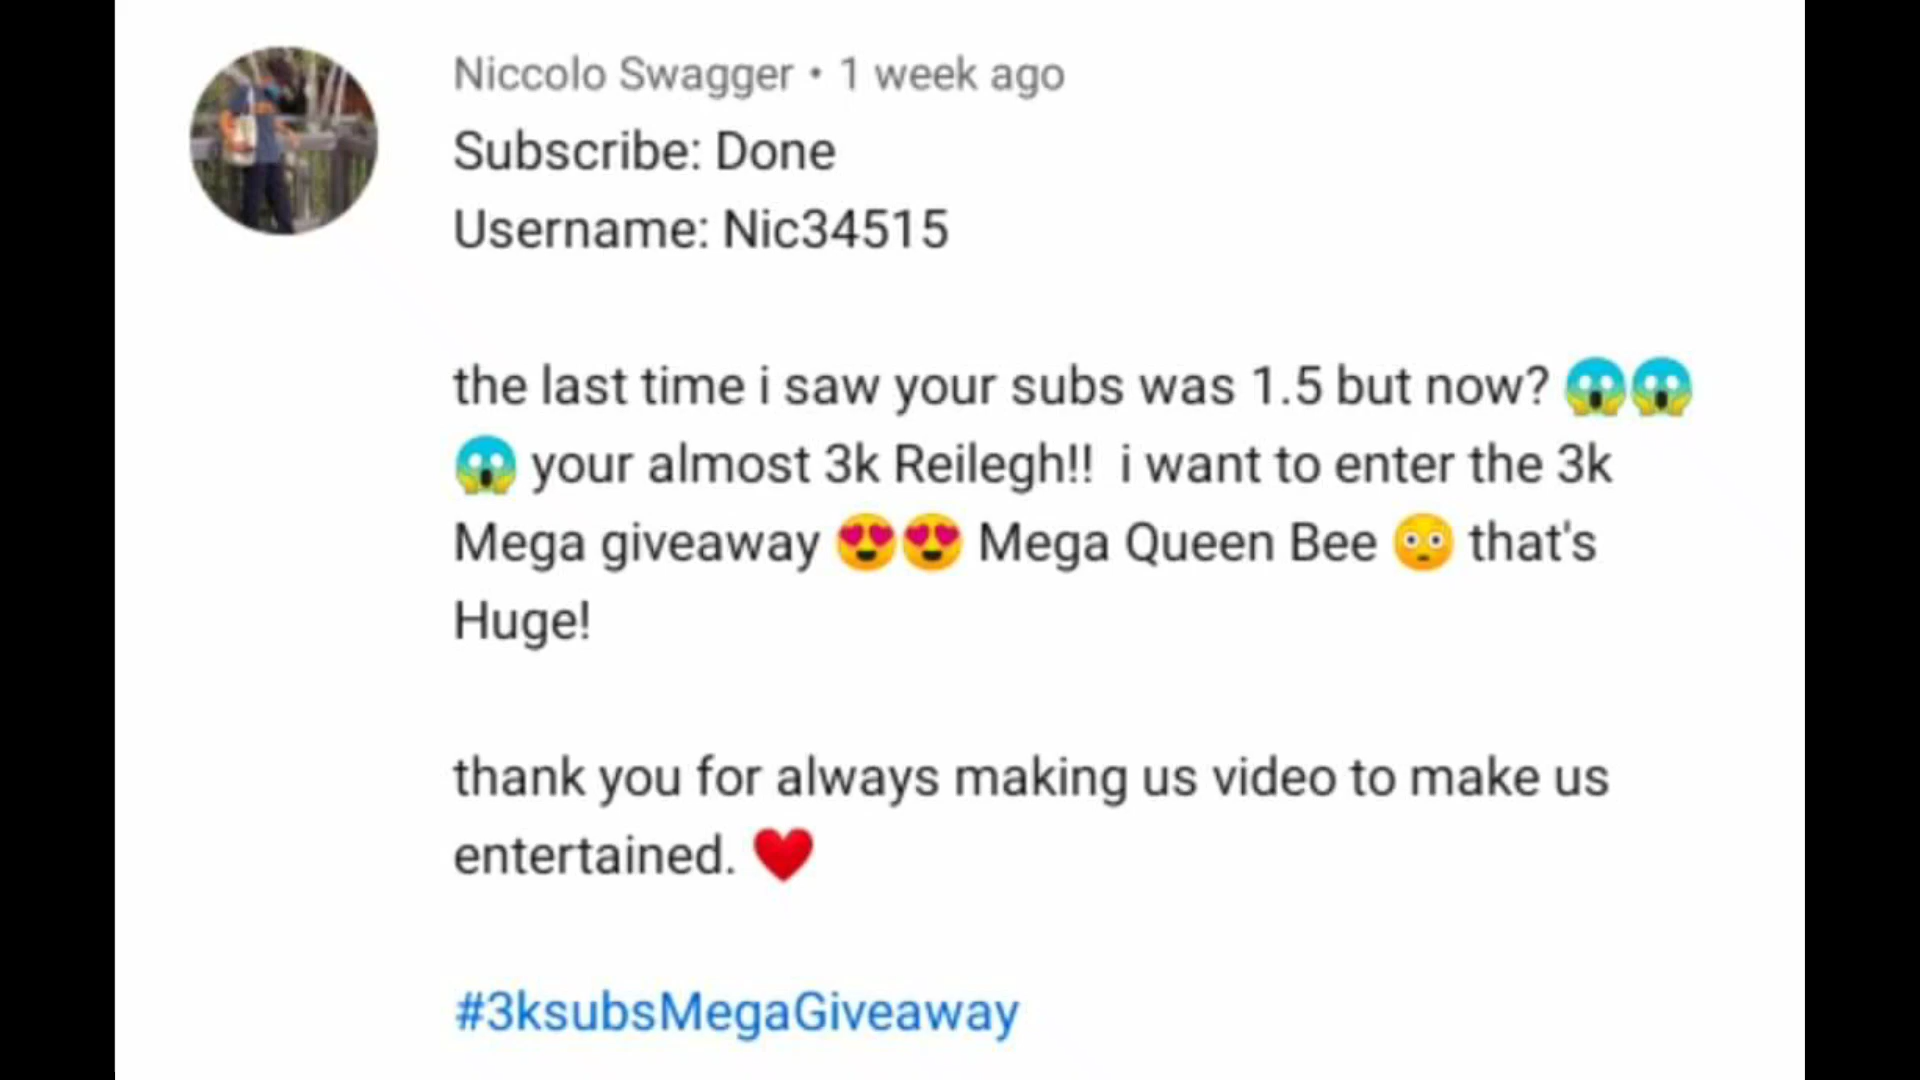 Niccolo Swagger • 1 week ago
Subscribe: Done
Username: Nic34515
the last time i saw your subs was 1.5 but now? 😱😱
😱 your almost 3k Reilegh!!  i want to enter the 3k
Mega giveaway 😍😍 Mega Queen Bee 😳 that's
Huge!
thank you for always making us video to make us
entertained. ❤️
#3ksubsMegaGiveaway